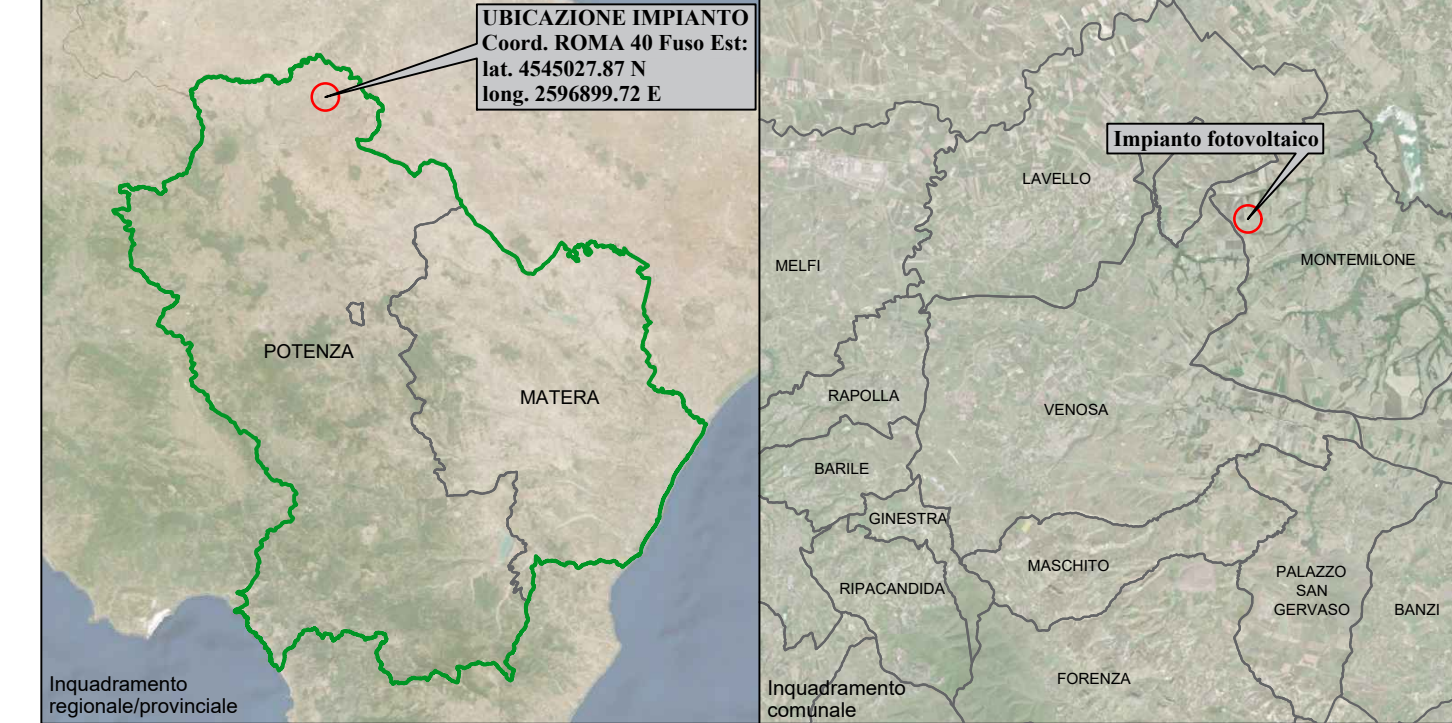 UBICAZIONE IMPIANTO
Coord. ROMA 40 Fuso Est:
lat. 4545027.87 N
long. 2596899.72 E
POTENZA
MATERA
Inquadramento
regionale/provinciale
Impianto fotovoltaico
LAVELLO
MELFI
MONTEMILONE
RAPOLLA
VENOSA
BARILE
GINESTRA
MASCHITO
RIPACANDIDA
PALAZZO
SAN
GERVASO
BANZI
FORENZA
Inquadramento
comunale